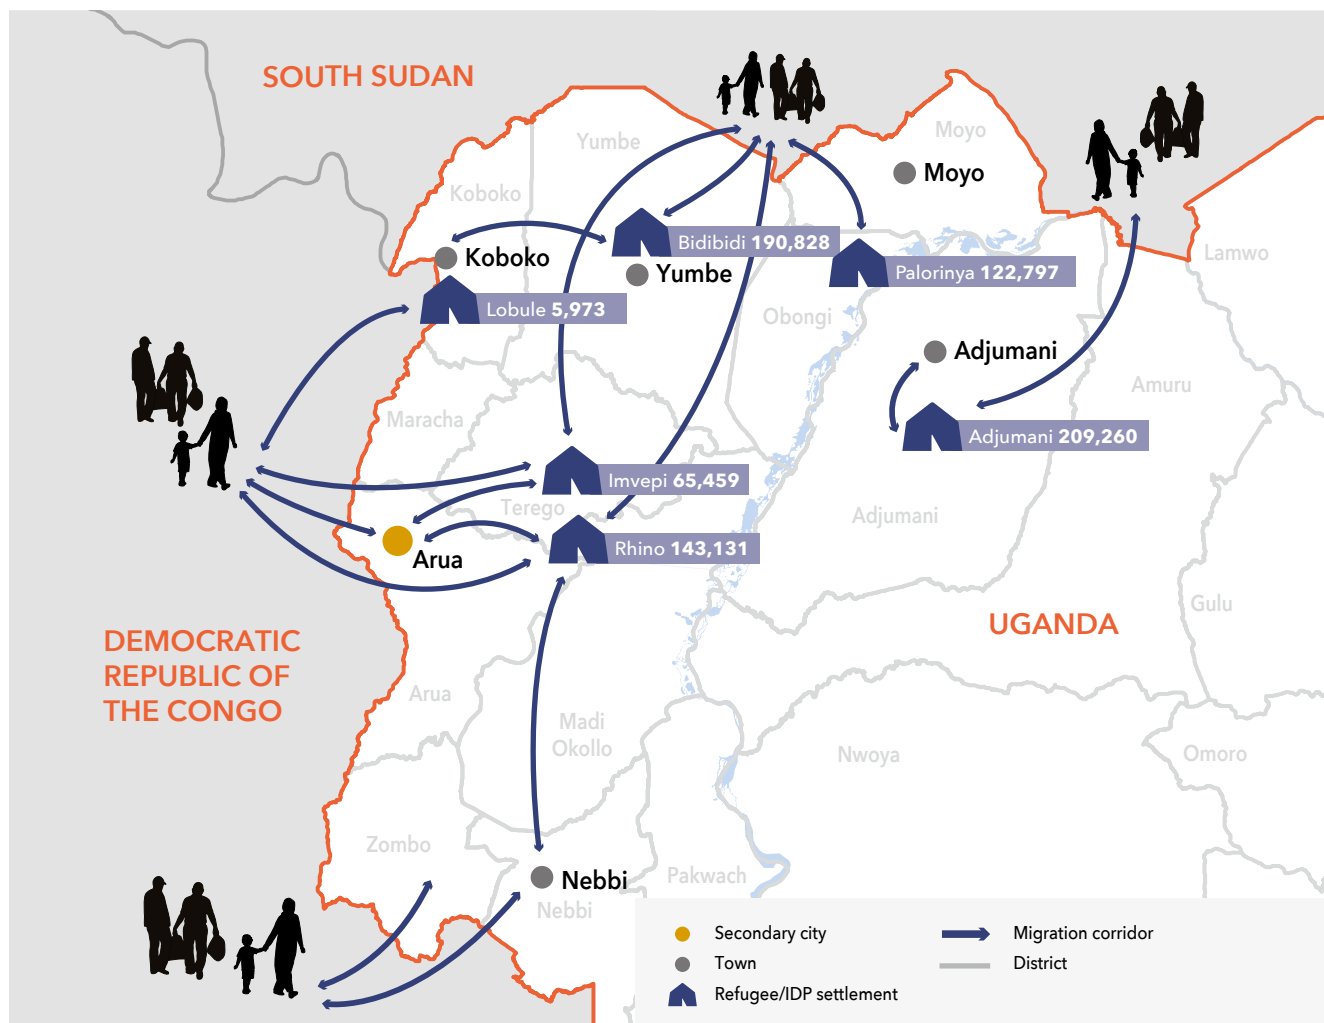 SOUTH SUDAN
Yumbe
Moyo
Moyo
Koboko
Bidibidi 190,828
Koboko
Yumbe
Palorinya 122,797
Lamwo
Lobule 5,973
Obongi
Adjumani
Amuru
Maracha
Adjumani 209,260
Imvepi 65,459
Terego
Adjumani
Rhino 143,131
Arua
UGANDA
Gulu
DEMOCRATIC
REPUBLIC OF
THE CONGO
Arua
Madi
Okollo
Nwoya
Omoro
Zombo
Pakwach
Nebbi
Nebbi
Secondary city
Town
Refugee/IDP settlement
Migration corridor
District